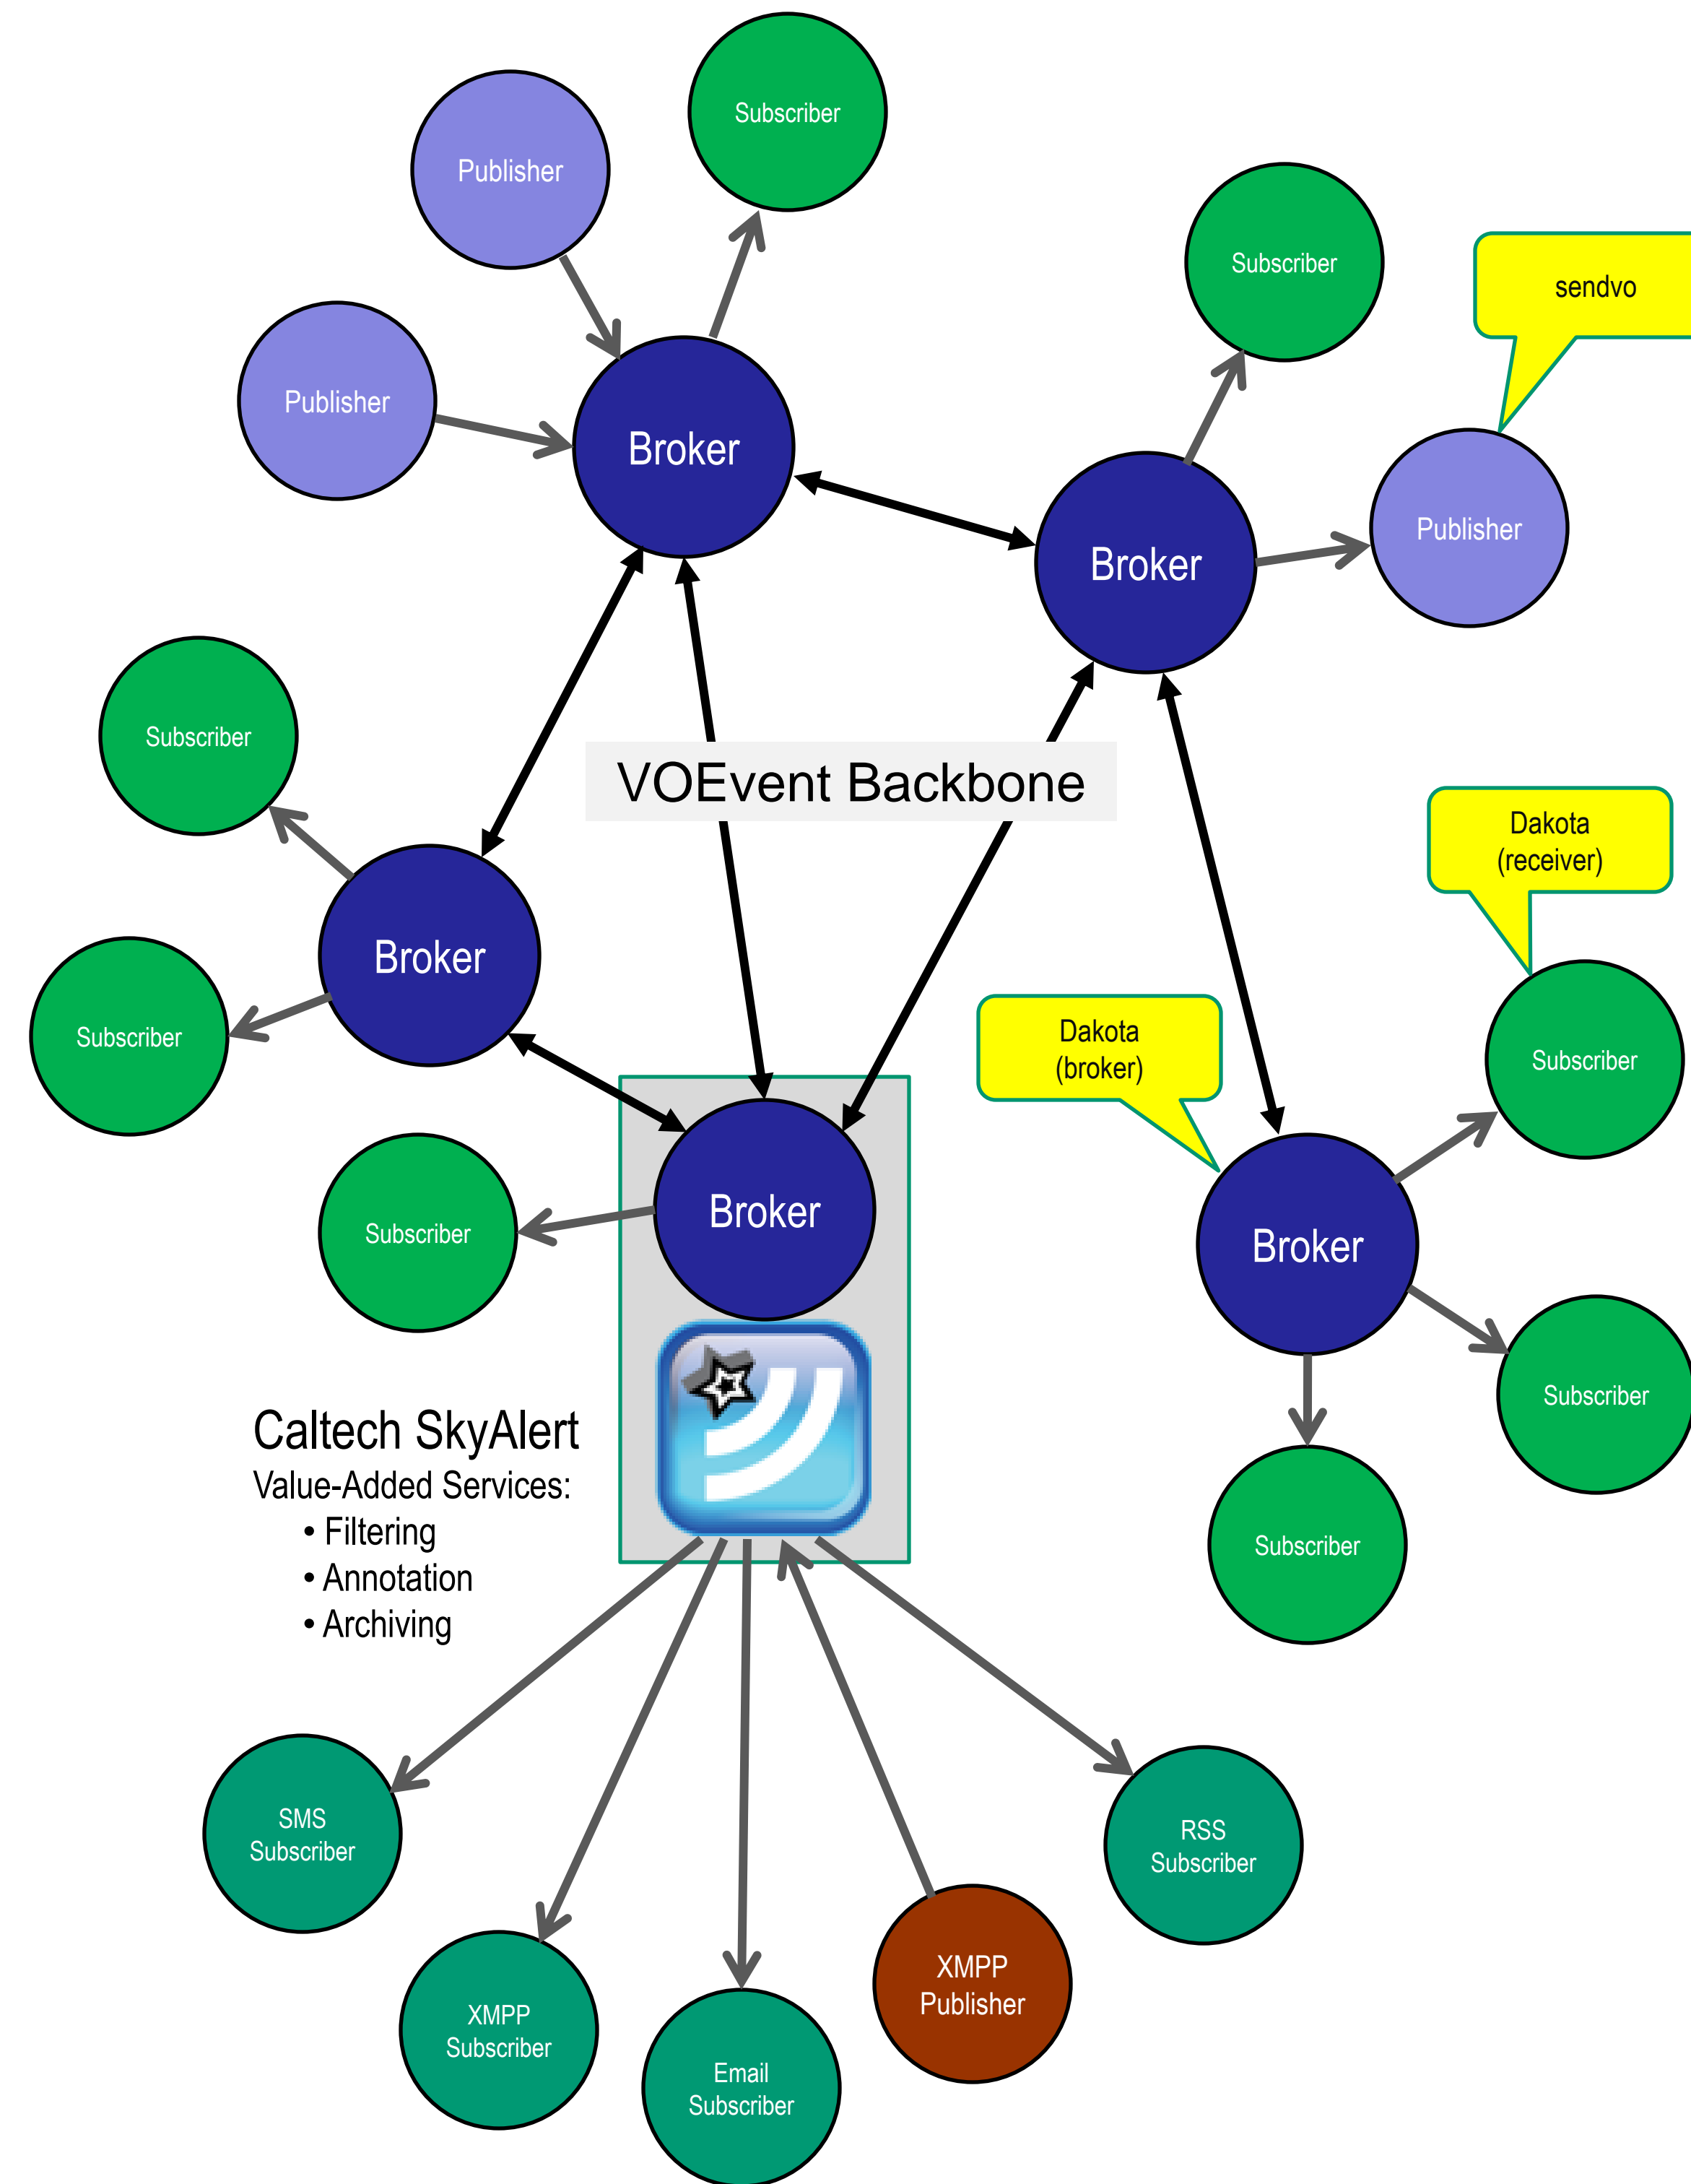 Subscriber
Publisher
Subscriber
sendvo
Publisher
Broker
Publisher
Broker
Subscriber
VOEvent Backbone
Dakota
(receiver)
Broker
Subscriber
Dakota
(broker)
Subscriber
Broker
Subscriber
Broker
Subscriber
Caltech SkyAlert
Value-Added Services:
• Filtering
• Annotation
• Archiving
Subscriber
SMS
Subscriber
RSS
Subscriber
XMPP
Publisher
XMPP
Subscriber
Email
Subscriber